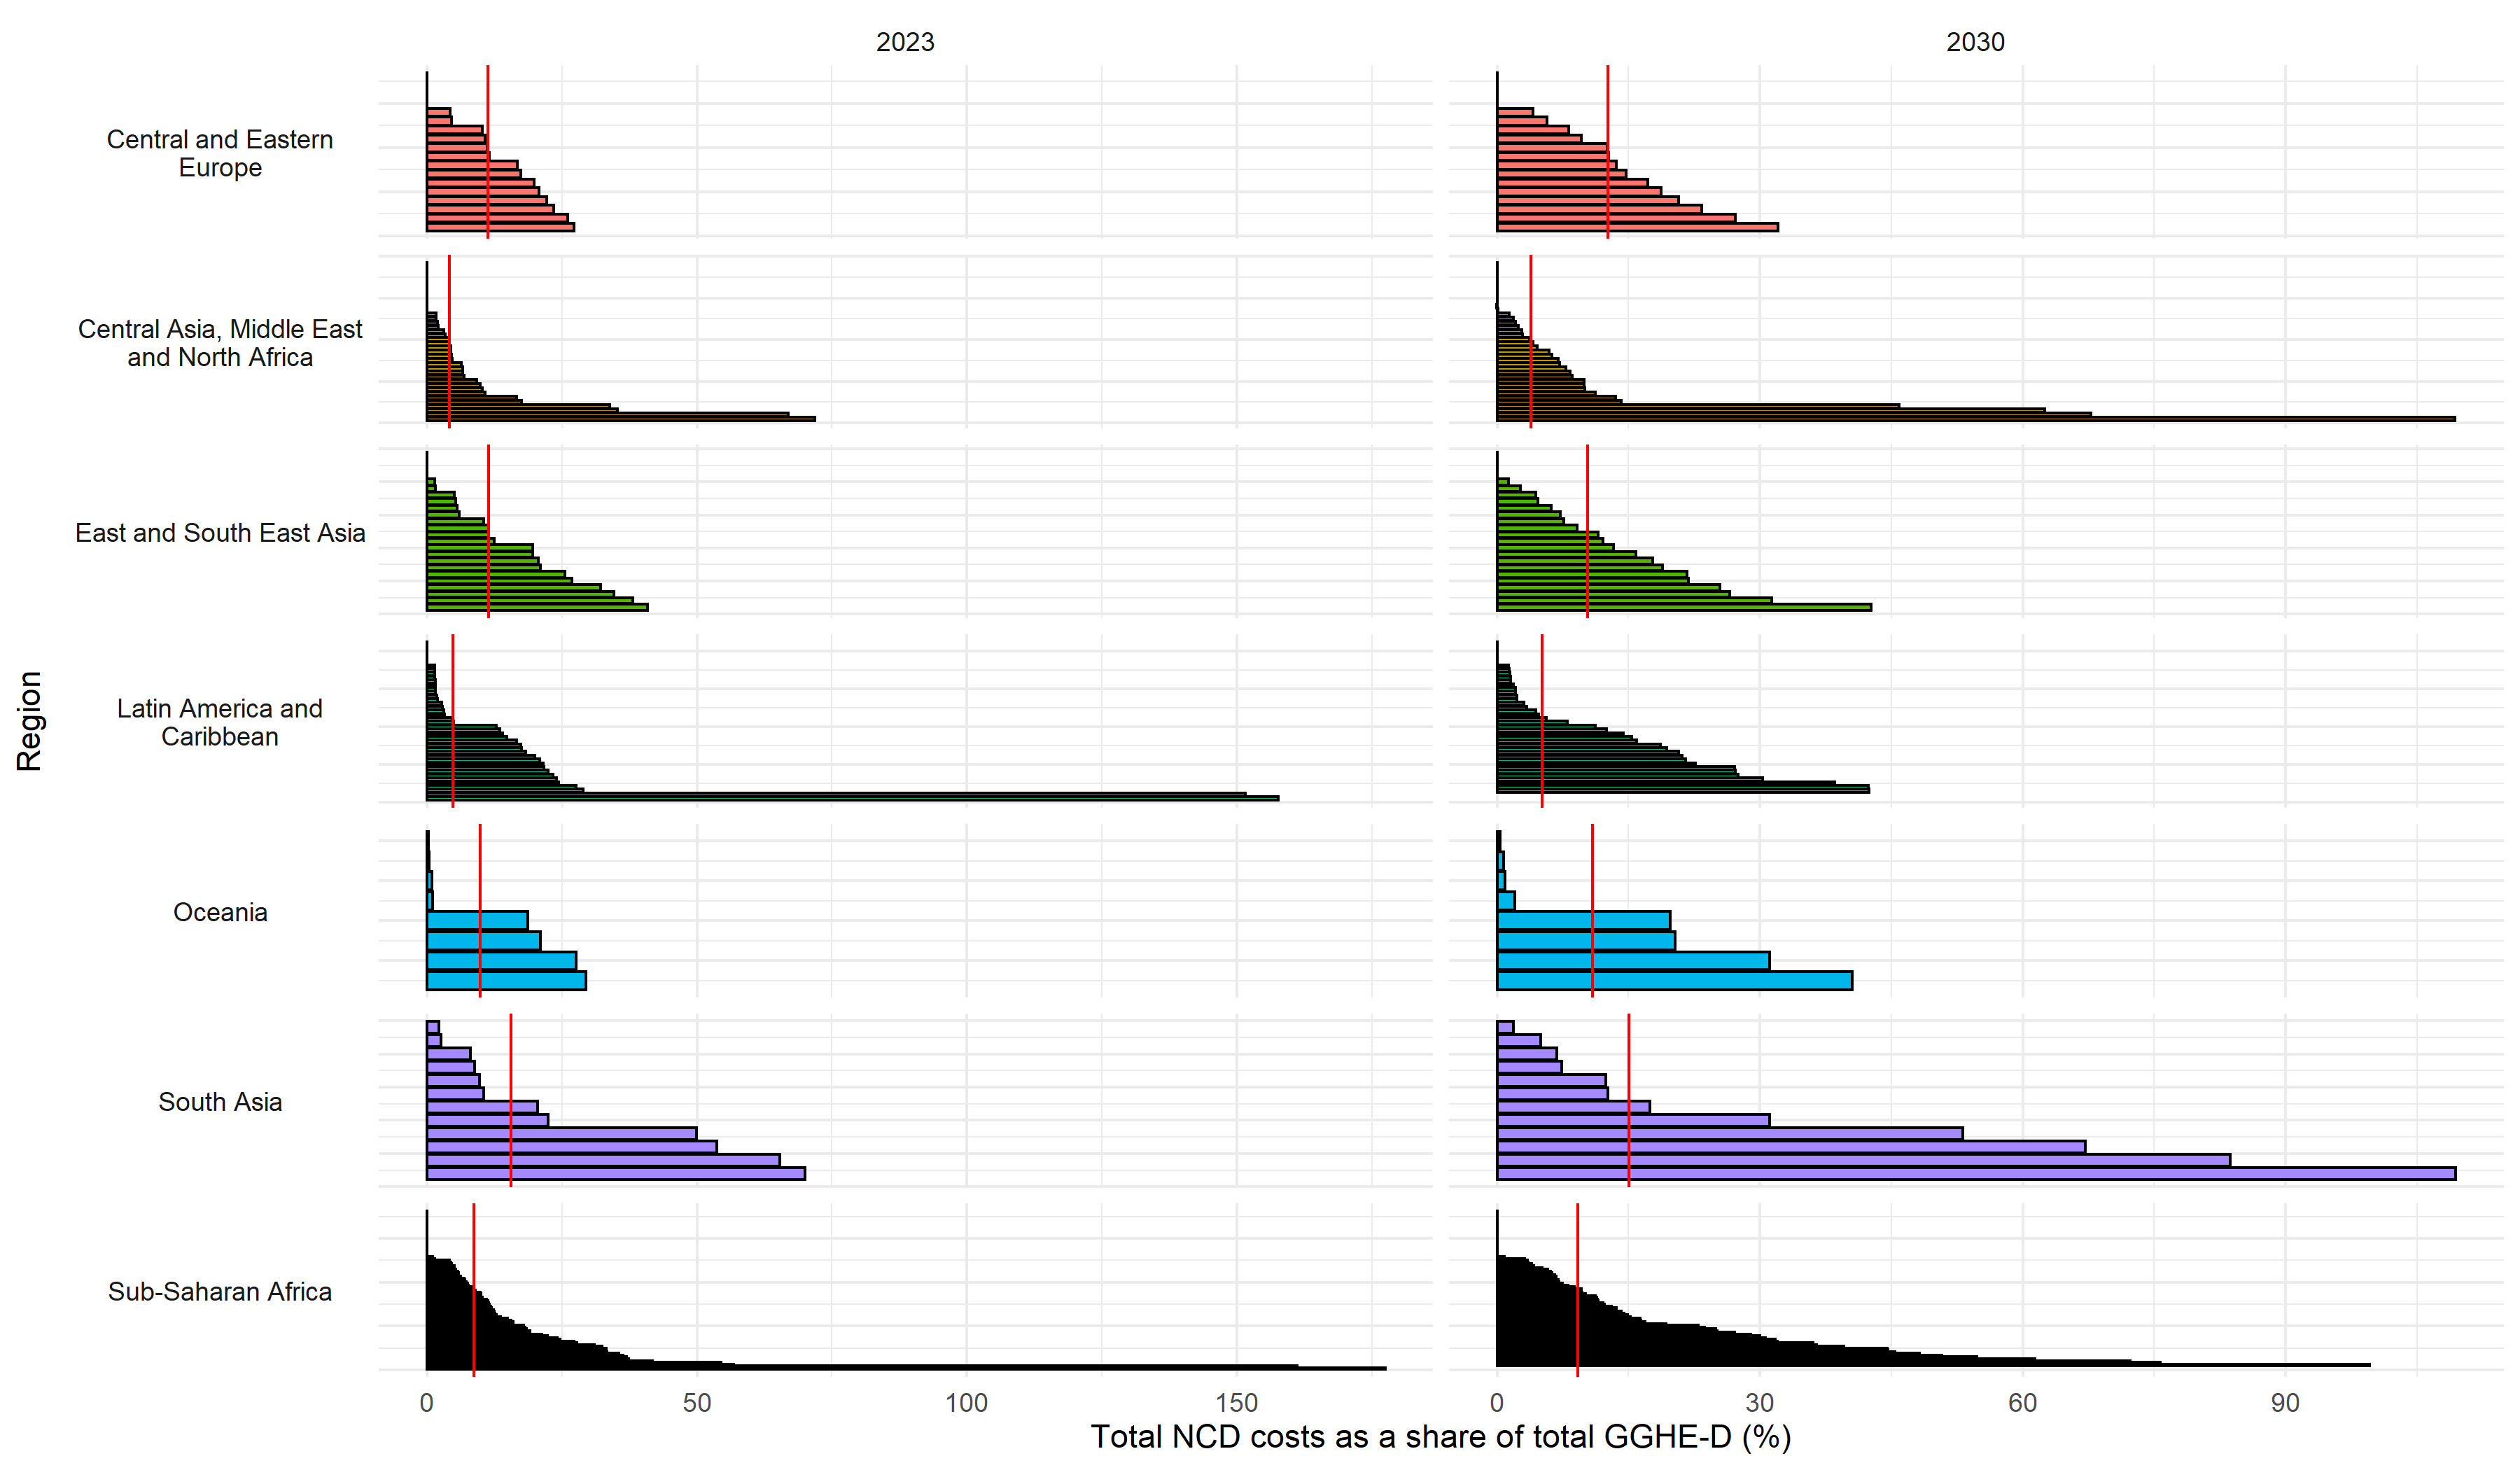 2023
2030
Central and Eastern
Europe
Central Asia, Middle East
and North Africa
East and South East Asia
Latin America and
Caribbean
Oceania
South Asia
Sub-Saharan Africa
Region
0
50
100
150
0
30
60
90
Total NCD costs as a share of total GGHE-D (%)